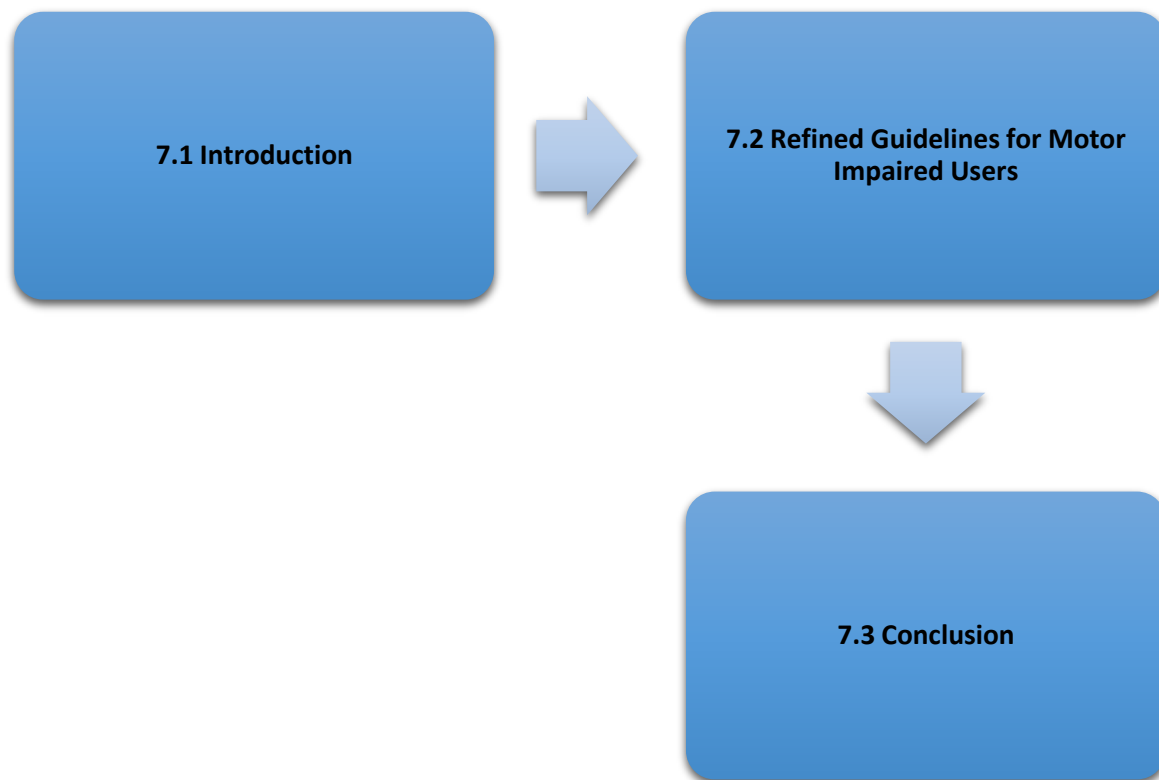 7.1 Introduction
7.2 Refined Guidelines for Motor
Impaired Users
7.3 Conclusion